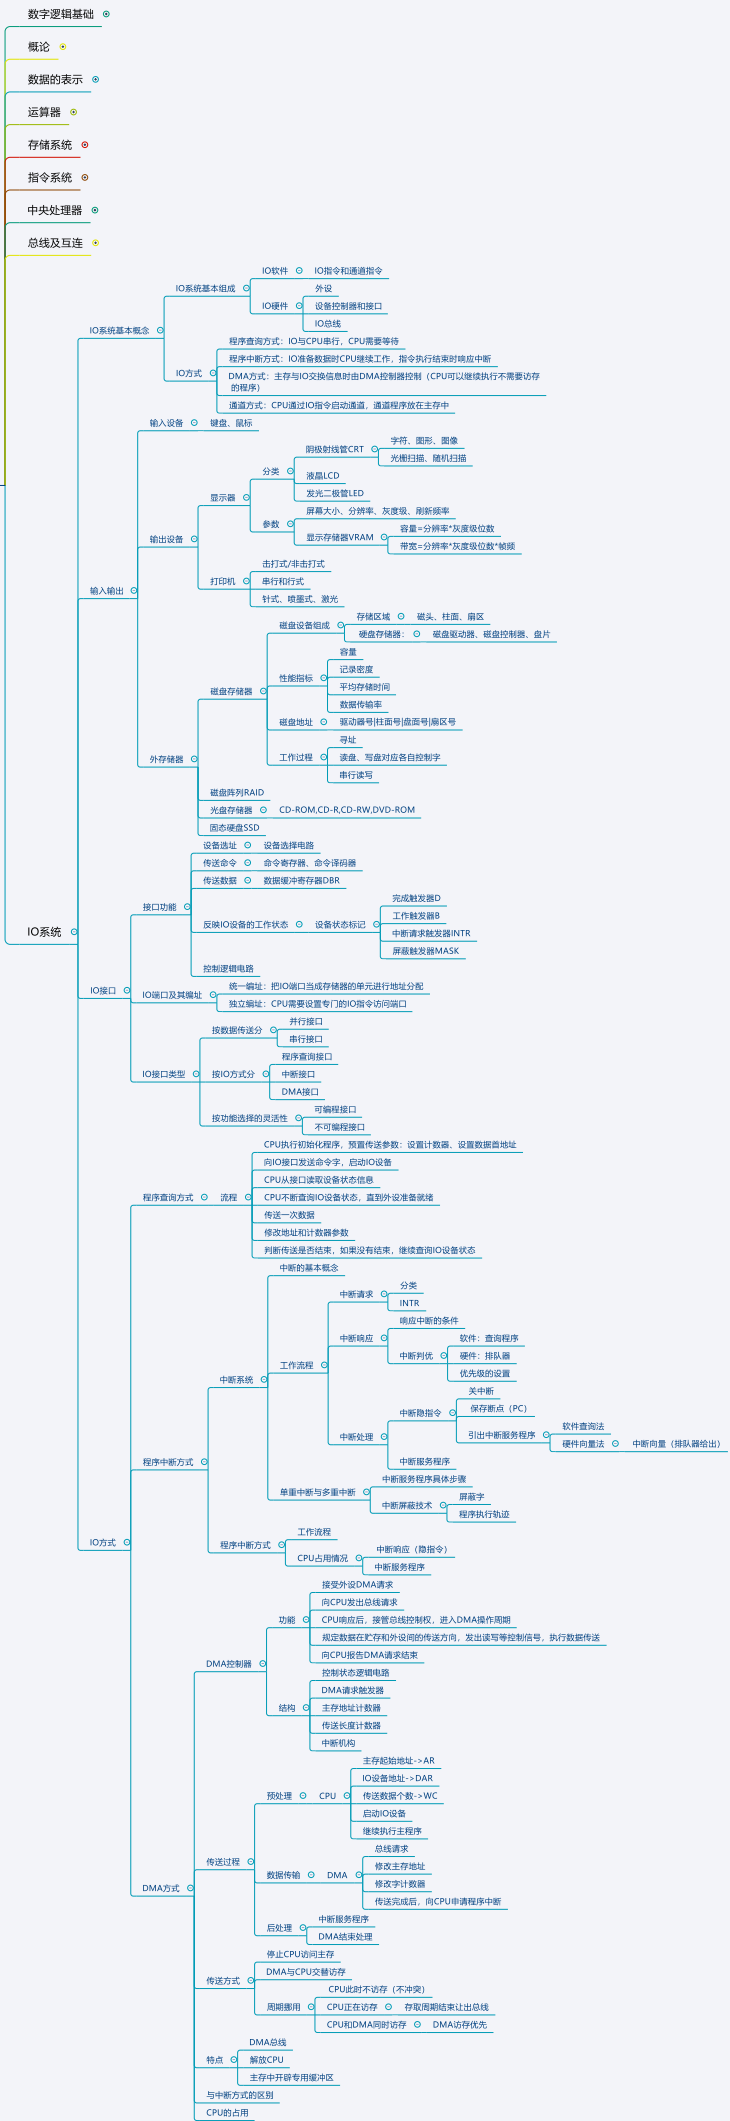 数字逻辑基础
概论
数据的表示
运算器
存储系统
指令系统
中央处理器
总线及互连
IO系统
IO系统基本概念
IO系统基本组成
IO软件
IO指令和通道指令
IO硬件
外设
设备控制器和接口
IO总线
IO方式
程序查询方式：IO与CPU串行，CPU需要等待
程序中断方式：IO准备数据时CPU继续工作，指令执行结束时响应中断
DMA方式：主存与IO交换信息时由DMA控制器控制（CPU可以继续执行不需要访存
的程序）
通道方式：CPU通过IO指令启动通道，通道程序放在主存中
输入输出
输入设备
键盘、鼠标
输出设备
显示器
分类
阴极射线管CRT
字符、图形、图像
光栅扫描、随机扫描
液晶LCD
发光二极管LED
参数
屏幕大小、分辨率、灰度级、刷新频率
显示存储器VRAM
容量=分辨率*灰度级位数
带宽=分辨率*灰度级位数*帧频
打印机
击打式/非击打式
串行和行式
针式、喷墨式、激光
外存储器
磁盘存储器
磁盘设备组成
存储区域
磁头、柱面、扇区
硬盘存储器：
磁盘驱动器、磁盘控制器、盘片
性能指标
容量
记录密度
平均存储时间
数据传输率
磁盘地址
驱动器号|柱面号|盘面号|扇区号
工作过程
寻址
读盘、写盘对应各自控制字
串行读写
磁盘阵列RAID
光盘存储器
CD-ROM,CD-R,CD-RW,DVD-ROM
固态硬盘SSD
IO接口
接口功能
设备选址
设备选择电路
传送命令
命令寄存器、命令译码器
传送数据
数据缓冲寄存器DBR
反映IO设备的工作状态
设备状态标记
完成触发器D
工作触发器B
中断请求触发器INTR
屏蔽触发器MASK
控制逻辑电路
IO端口及其编址
统一编址：把IO端口当成存储器的单元进行地址分配
独立编址：CPU需要设置专门的IO指令访问端口
IO接口类型
按数据传送分
并行接口
串行接口
按IO方式分
程序查询接口
中断接口
DMA接口
按功能选择的灵活性
可编程接口
不可编程接口
IO方式
程序查询方式
流程
CPU执行初始化程序，预置传送参数：设置计数器、设置数据首地址
向IO接口发送命令字，启动IO设备
CPU从接口读取设备状态信息
CPU不断查询IO设备状态，直到外设准备就绪
传送一次数据
修改地址和计数器参数
判断传送是否结束，如果没有结束，继续查询IO设备状态
程序中断方式
中断系统
中断的基本概念
工作流程
中断请求
分类
INTR
中断响应
响应中断的条件
中断判优
软件：查询程序
硬件：排队器
优先级的设置
中断处理
中断隐指令
关中断
保存断点（PC）
引出中断服务程序
软件查询法
硬件向量法
中断向量（排队器给出）
中断服务程序
单重中断与多重中断
中断服务程序具体步骤
中断屏蔽技术
屏蔽字
程序执行轨迹
程序中断方式
工作流程
CPU占用情况
中断响应（隐指令）
中断服务程序
DMA方式
DMA控制器
功能
接受外设DMA请求
向CPU发出总线请求
CPU响应后，接管总线控制权，进入DMA操作周期
规定数据在贮存和外设间的传送方向，发出读写等控制信号，执行数据传送
向CPU报告DMA请求结束
结构
控制状态逻辑电路
DMA请求触发器
主存地址计数器
传送长度计数器
中断机构
传送过程
预处理
CPU
主存起始地址->AR
IO设备地址->DAR
传送数据个数->WC
启动IO设备
继续执行主程序
数据传输
DMA
总线请求
修改主存地址
修改字计数器
传送完成后，向CPU申请程序中断
后处理
中断服务程序
DMA结束处理
传送方式
停止CPU访问主存
DMA与CPU交替访存
周期挪用
CPU此时不访存（不冲突）
CPU正在访存
存取周期结束让出总线
CPU和DMA同时访存
DMA访存优先
特点
DMA总线
解放CPU
主存中开辟专用缓冲区
与中断方式的区别
CPU的占用